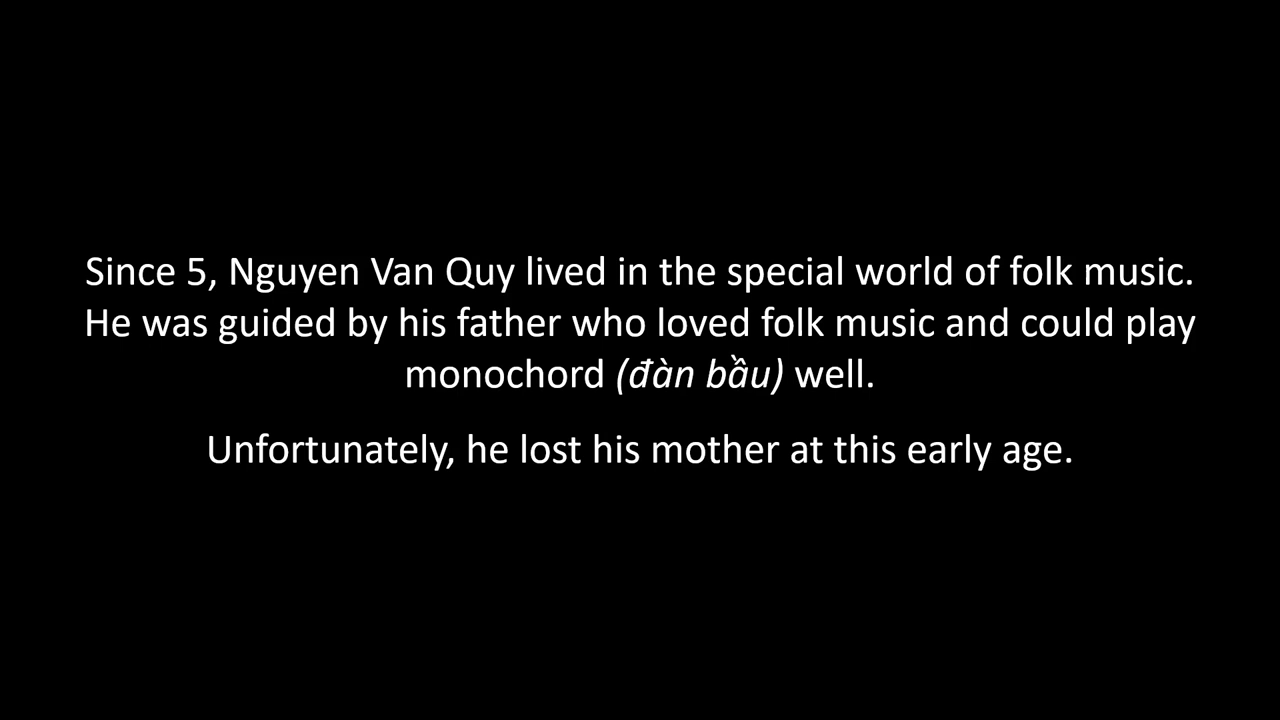 Since 5, Nguyen Van Quy lived in the special world of folk music.
He was guided by his father who loved folk music and could play
monochord (đàn bầu) well.
Unfortunately, he lost his mother at this early age.